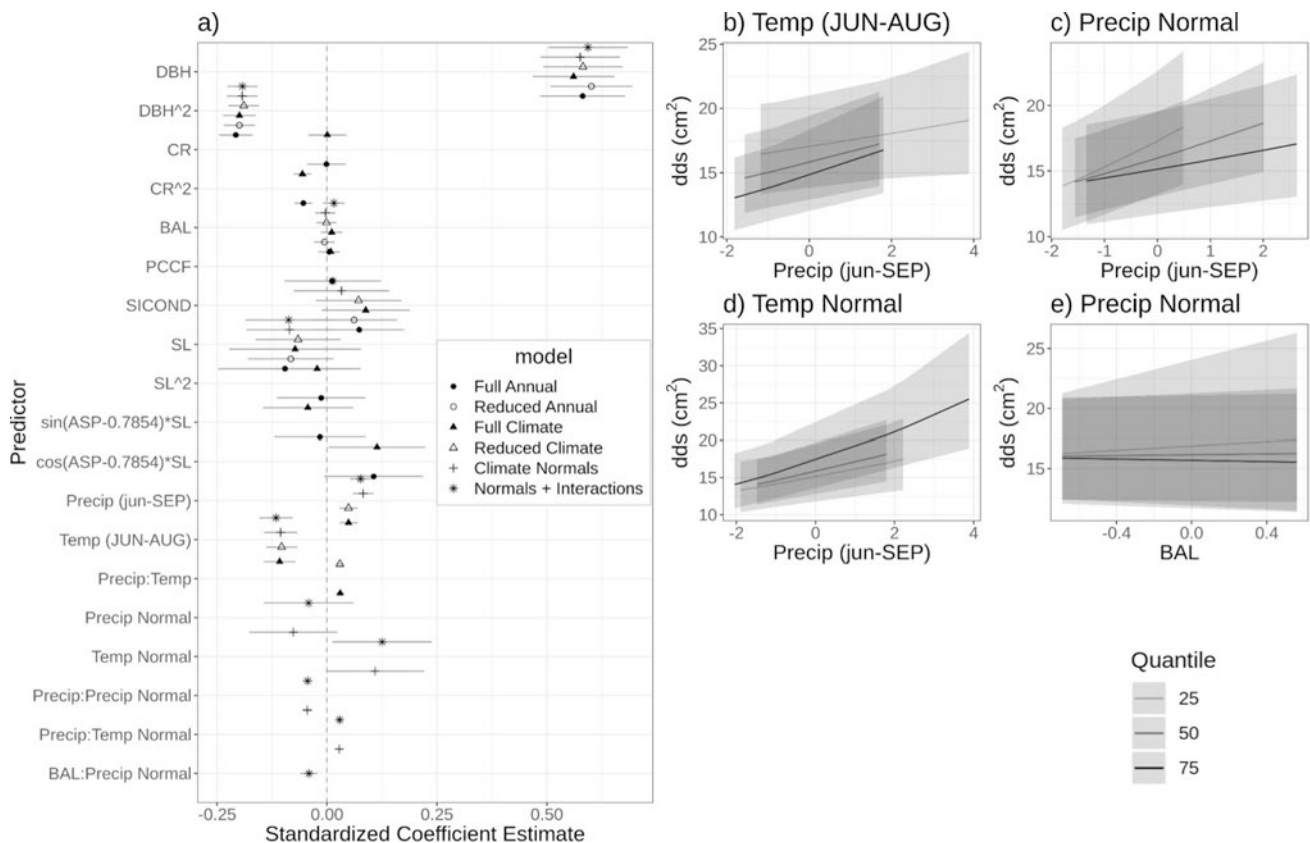 a)
Predictor
DBH
DBH^2
CR
CR^2
BAL
PCCF
SICOND
SL
SL^2
sin(ASP-0.7854)*SL
cos(ASP-0.7854)*SL
Precip (jun-SEP)
Temp (JUN-AUG)
Precip:Temp
Precip Normal
Temp Normal
Precip:Precip Normal
Precip:Temp Normal
BAL:Precip Normal
-0.25 0.00 0.25 0.50
Standardized Coefficient Estimate
model
Full Annual
Reduced Annual
Full Climate
Reduced Climate
Climate Normals
Normals + Interactions
b) Temp (JUN-AUG)
dds (cm²)
25
20
15
10
-2 0 2 4
Precip (jun-SEP)
c) Precip Normal
dds (cm²)
20
15
10
-2 -1 0 1 2
Precip (jun-SEP)
d) Temp Normal
dds (cm²)
35
30
25
20
15
10
-2 0 2 4
Precip (jun-SEP)
e) Precip Normal
dds (cm²)
25
20
15
-0.4 0.0 0.4
BAL
Quantile
25
50
75